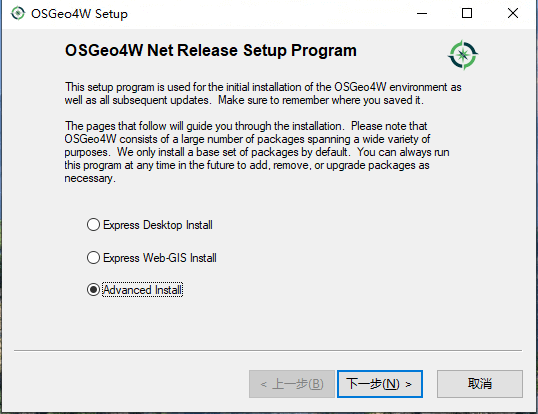 OSGeo4W Setup
OSGeo4W Net Release Setup Program
This setup program is used for the initial installation of the OSGeo4W environment as
well as all subsequent updates.  Make sure to remember where you saved it.
The pages that follow will guide you through the installation.  Please note that
OSGeo4W consists of a large number of packages spanning a wide variety of
purposes.  We only install a base set of packages by default.  You can always run
this program at any time in the future to add, remove, or upgrade packages as
necessary.
Express Desktop Install
Express Web-GIS Install
Advanced Install
< 上一步(B)
下一步(N) >
取消